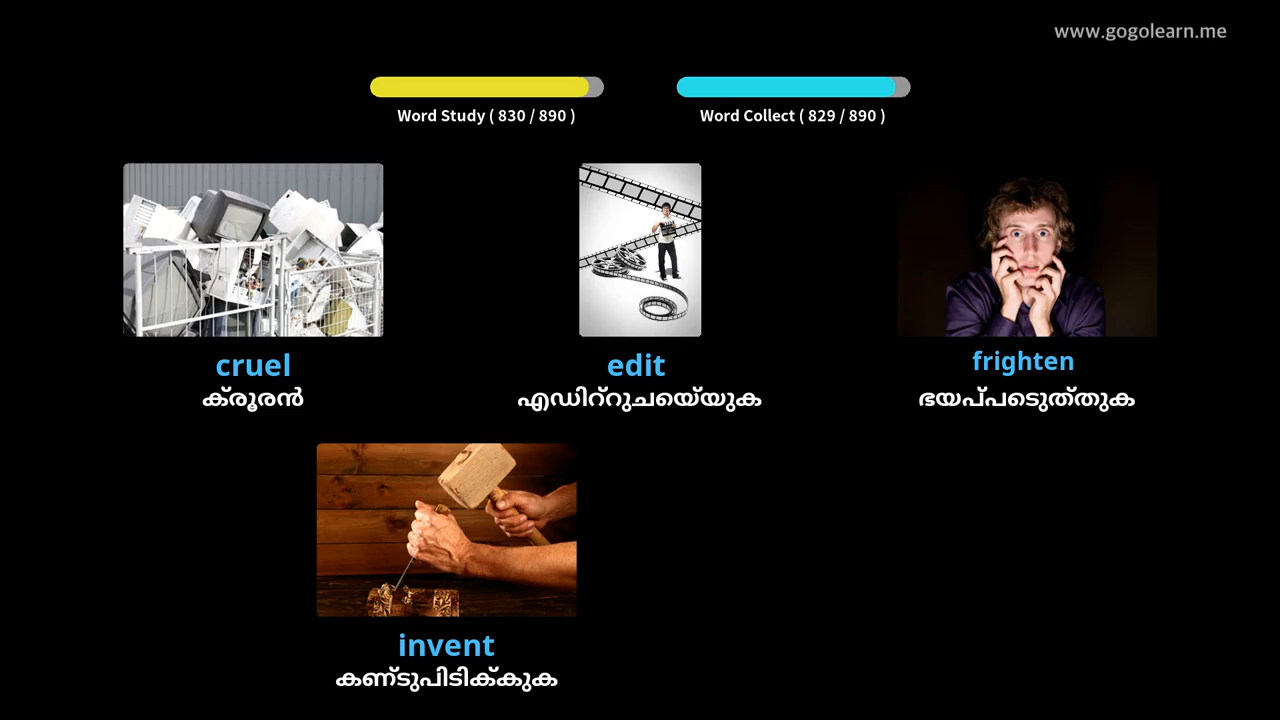 www.gogolearn.me
Word Study ( 830 / 890 )
Word Collect ( 829 / 890 )
cruel
ക്രൂരൻ
edit
എഡിറ്റുചെയ്യുക
frighten
ഭയപ്പെടുത്തുക
invent
കണ്ടുപിടിക്കുക